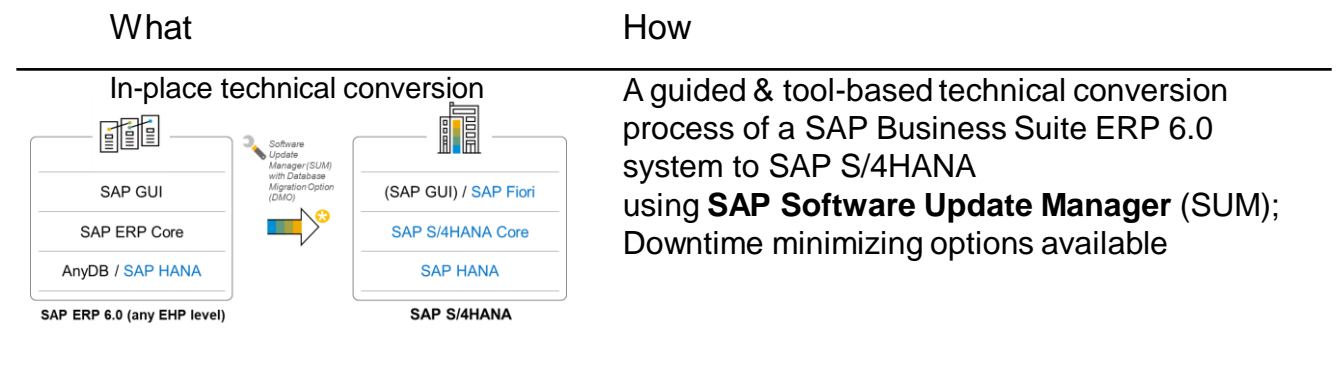 What
How
In-place technical conversion
SAP GUI
SAP ERP Core
AnyDB / SAP HANA
SAP ERP 6.0 (any EHP level)
Software
Update
Manager(SUM)
with Database
Migration Option
(DMO)
(SAP GUI) / SAP Fiori
SAP S/4HANA Core
SAP HANA
SAP S/4HANA
A guided & tool-based technical conversion
process of a SAP Business Suite ERP 6.0
system to SAP S/4HANA
using SAP Software Update Manager (SUM);
Downtime minimizing options available